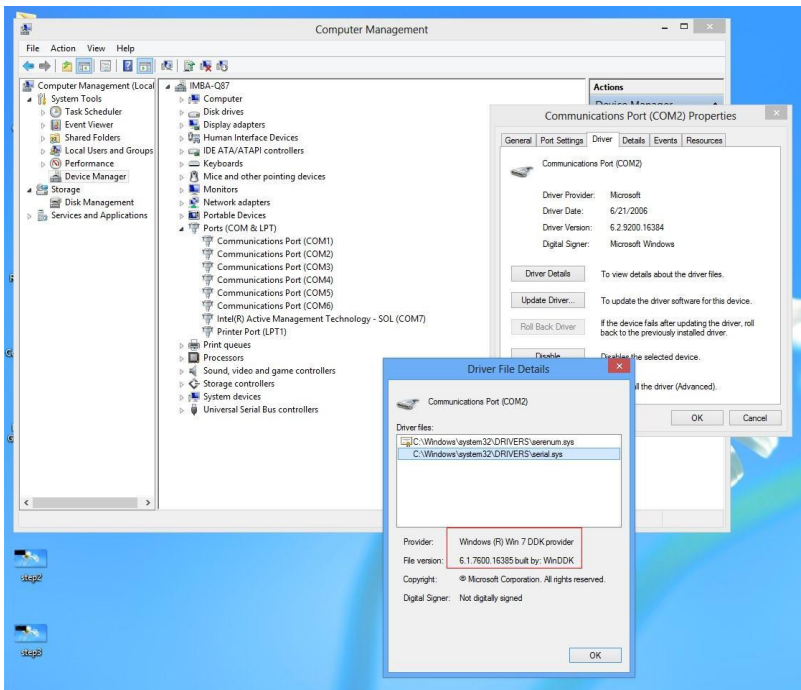 Computer Management
File Action View Help
Computer Management (Local
System Tools
Task Scheduler
Event Viewer
Shared Folders
Local Users and Groups
Performance
Device Manager
Storage
Disk Management
Services and Applications
IMBA-Q87
Computer
Disk drives
Display adapters
Human Interface Devices
IDE ATA/ATAPI controllers
Keyboards
Mice and other pointing devices
Monitors
Network adapters
Portable Devices
Ports (COM & LPT)
Communications Port (COM1)
Communications Port (COM2)
Communications Port (COM3)
Communications Port (COM4)
Communications Port (COM5)
Communications Port (COM6)
Intel(R) Active Management Technology - SOL (COM7)
Printer Port (LPT1)
Print queues
Processors
Sound, video and game controllers
Storage controllers
System devices
Universal Serial Bus controllers
Actions
Device Manager
Communications Port (COM2) Properties
General Port Settings Driver Details Events Resources
Communications Port (COM2)
Driver Provider: Microsoft
Driver Date: 6/21/2006
Driver Version: 6.2.9200.16384
Digital Signer: Microsoft Windows
Driver Details To view details about the driver files.
Update Driver... To update the driver software for this device.
Roll Back Driver If the device fails after updating the driver, roll
back to the previously installed driver.
Disable Disables the selected device.
ll the driver (Advanced).
OK Cancel
Driver File Details
Communications Port (COM2)
Driver files:
C:\Windows\system32\DRIVERS\serenum.sys
C:\Windows\system32\DRIVERS\serial.sys
Provider: Windows (R) Win 7 DDK provider
File version: 6.1.7600.16385 built by: WinDDK
Copyright: © Microsoft Corporation. All rights reserved.
Digital Signer: Not digitally signed
OK
step2
step3